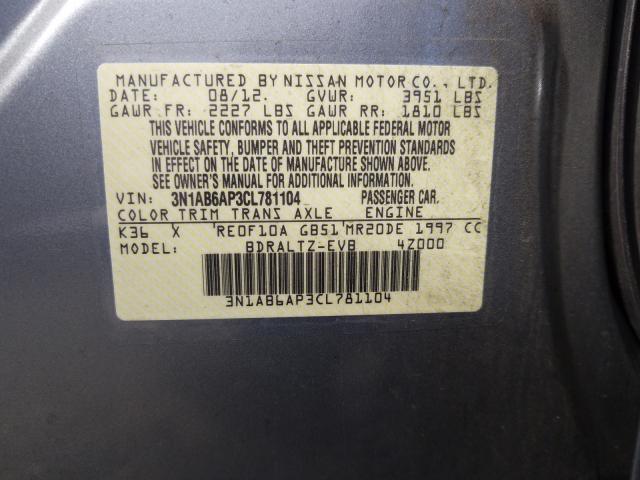 MANUFACTURED BY NISSAN MOTOR CO., LTD.
DATE: 08/12. GVWR: 3951 LBS
GAWR FR: 2227 LBS GAWR RR: 1810 LBS
THIS VEHICLE CONFORMS TO ALL APPLICABLE FEDERAL MOTOR
VEHICLE SAFETY, BUMPER AND THEFT PREVENTION STANDARDS
IN EFFECT ON THE DATE OF MANUFACTURE SHOWN ABOVE.
SEE OWNER'S MANUAL FOR ADDITIONAL INFORMATION.
VIN: 3N1AB6AP3CL781104 PASSENGER CAR.
COLOR TRIM TRANS AXLE ENGINE
K36 X RE0F10A GB51 MR20DE 1997 CC
MODEL: BDRALTZ-EVB 4Z000
3N1AB6AP3CL781104